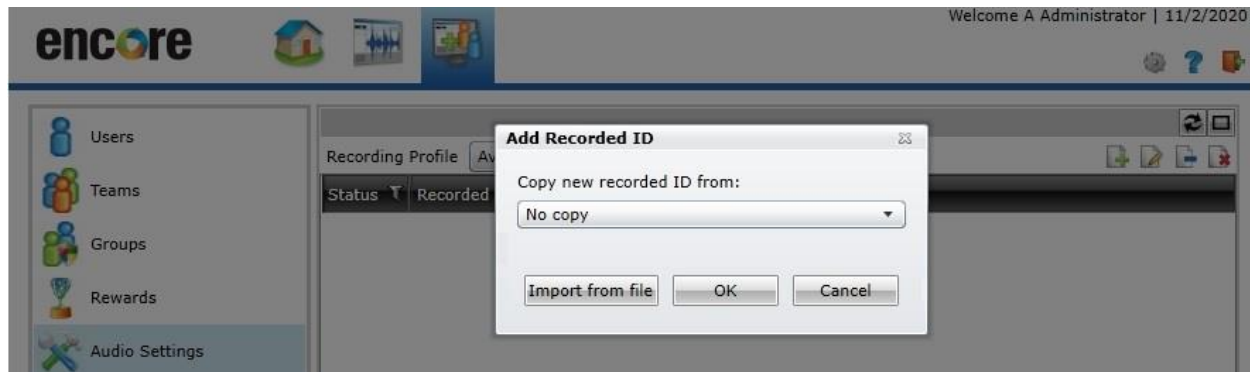 Welcome A Administrator | 11/2/2020
encore
Users
Teams
Groups
Rewards
Audio Settings
Recording Profile Av
Status Recorded
Add Recorded ID
Copy new recorded ID from:
No copy
Import from file OK Cancel